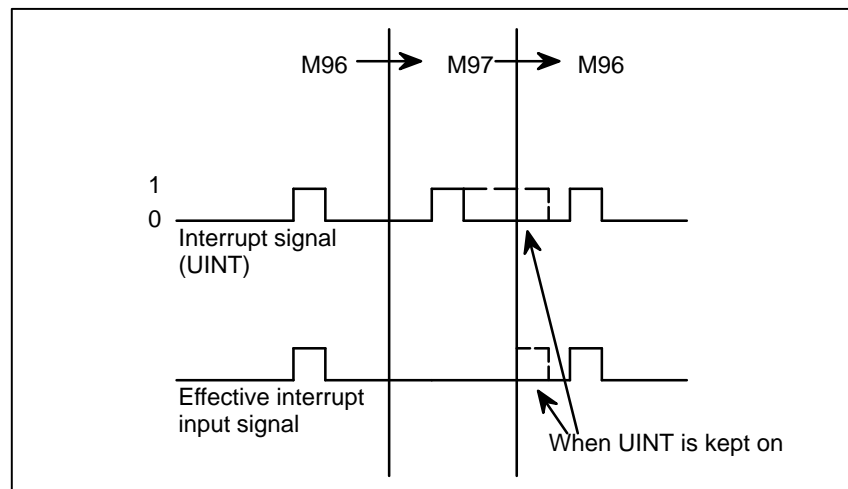 M96 M97 M96
1
0
Interrupt signal
(UINT)
Effective interrupt
input signal
When UINT is kept on